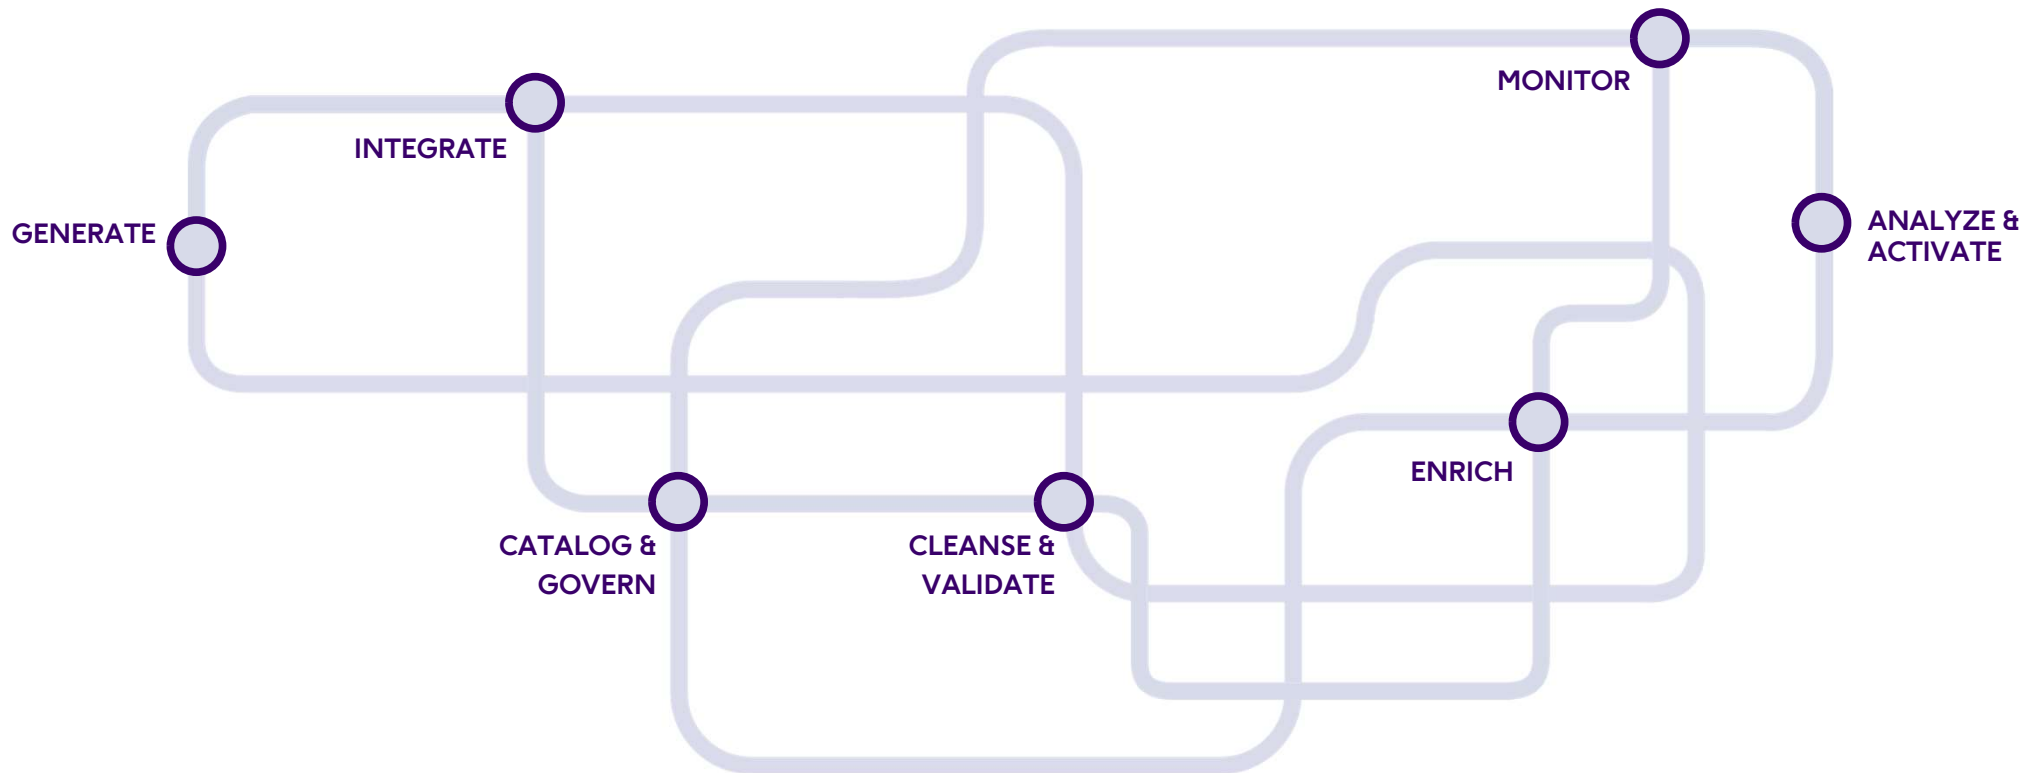 MONITOR
INTEGRATE
GENERATE
ANALYZE &
ACTIVATE
ENRICH
CATALOG &
GOVERN
CLEANSE &
VALIDATE